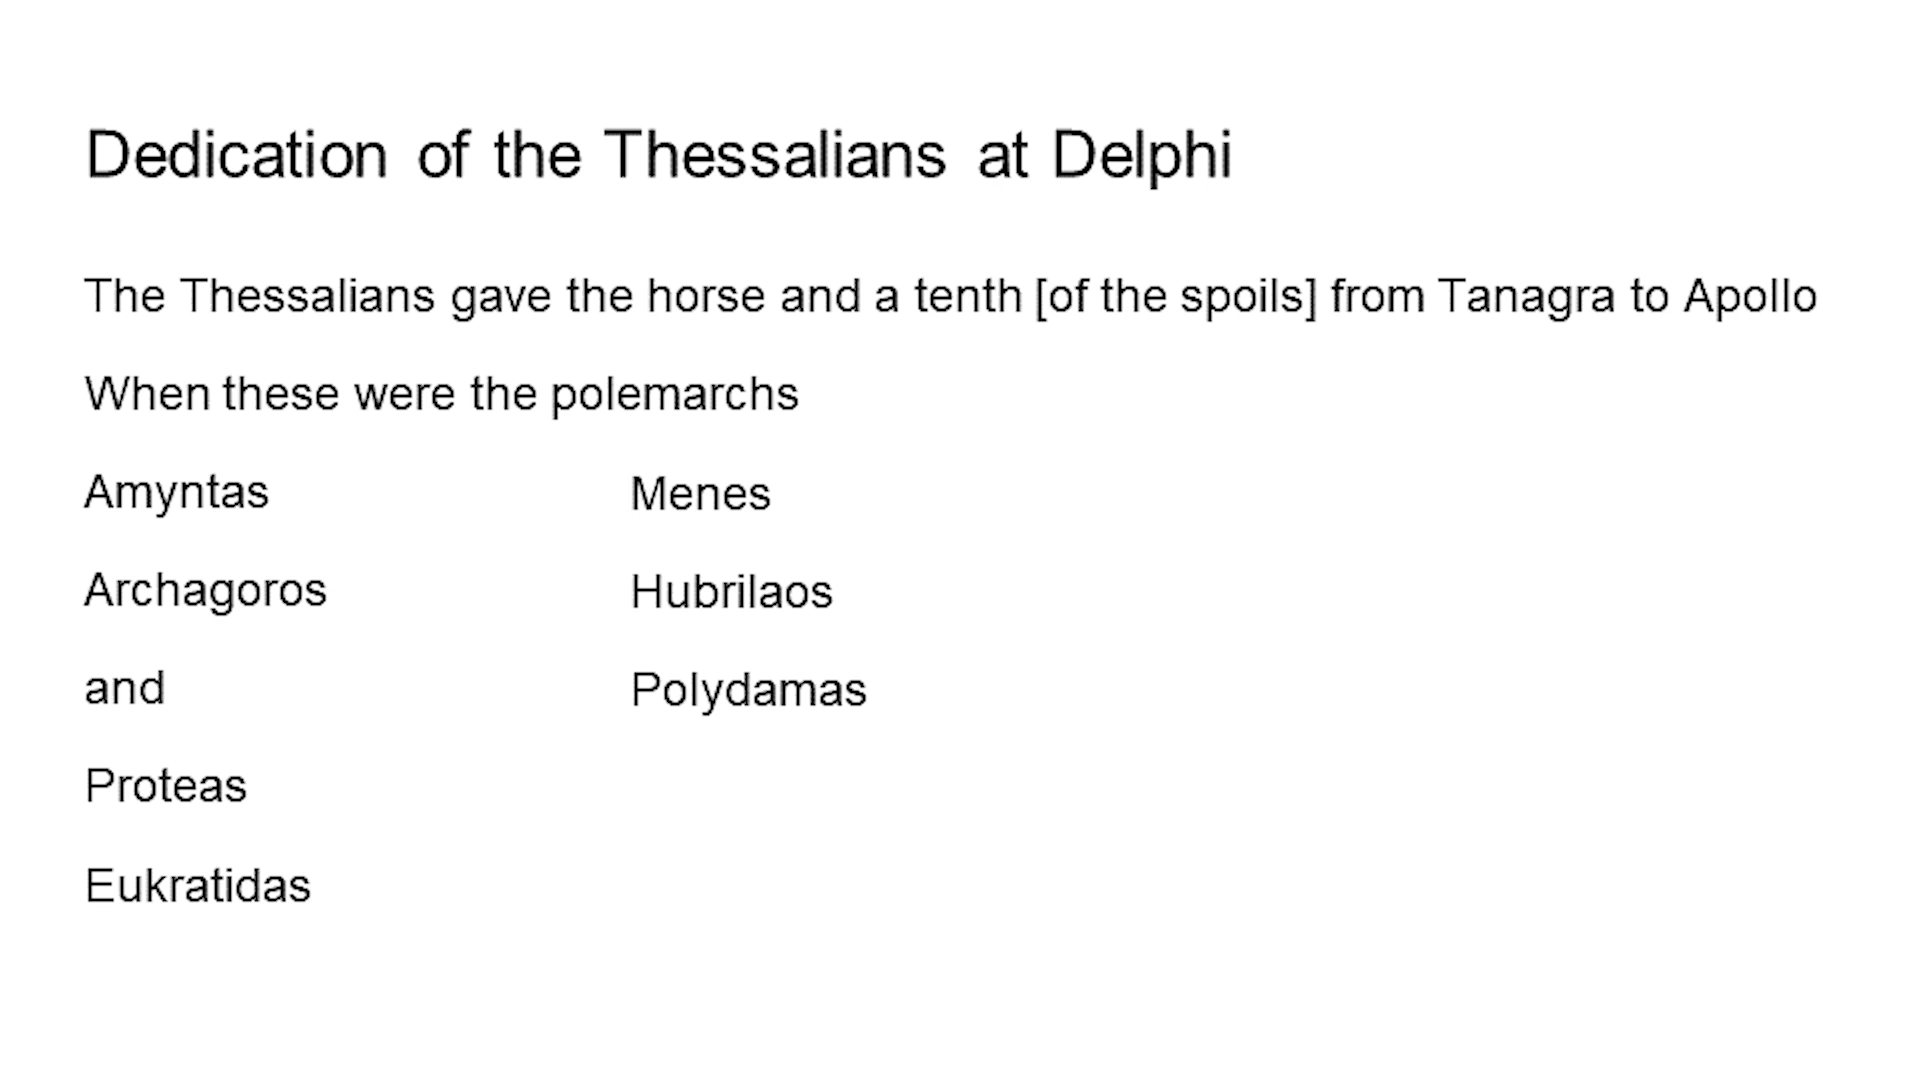 Dedication of the Thessalians at Delphi
The Thessalians gave the horse and a tenth [of the spoils] from Tanagra to Apollo
When these were the polemarchs
Amyntas
Archagoros
and
Proteas
Eukratidas
Menes
Hubrilaos
Polydamas